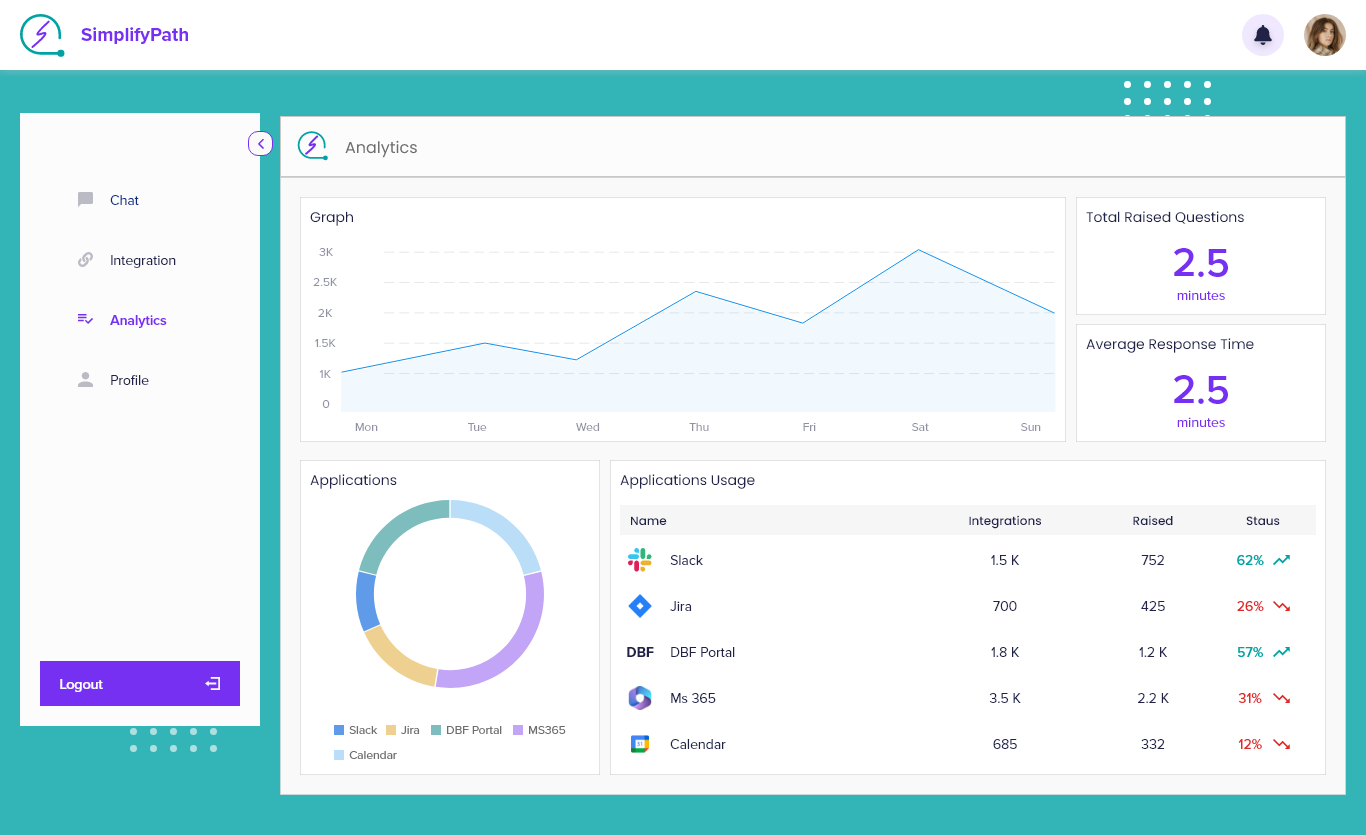 SimplifyPath
Chat
Integration
Analytics
Profile
Logout
Analytics
Graph
3K
2.5K
2K
1.5K
1K
0
Mon Tue Wed Thu Fri Sat Sun
Total Raised Questions
2.5
minutes
Average Response Time
2.5
minutes
Applications
Slack Jira DBF Portal MS365
Calendar
Applications Usage
Name Integrations Raised Staus
Slack 1.5 K 752 62%
Jira 700 425 26%
DBF DBF Portal 1.8 K 1.2 K 57%
Ms 365 3.5 K 2.2 K 31%
31 Calendar 685 332 12%